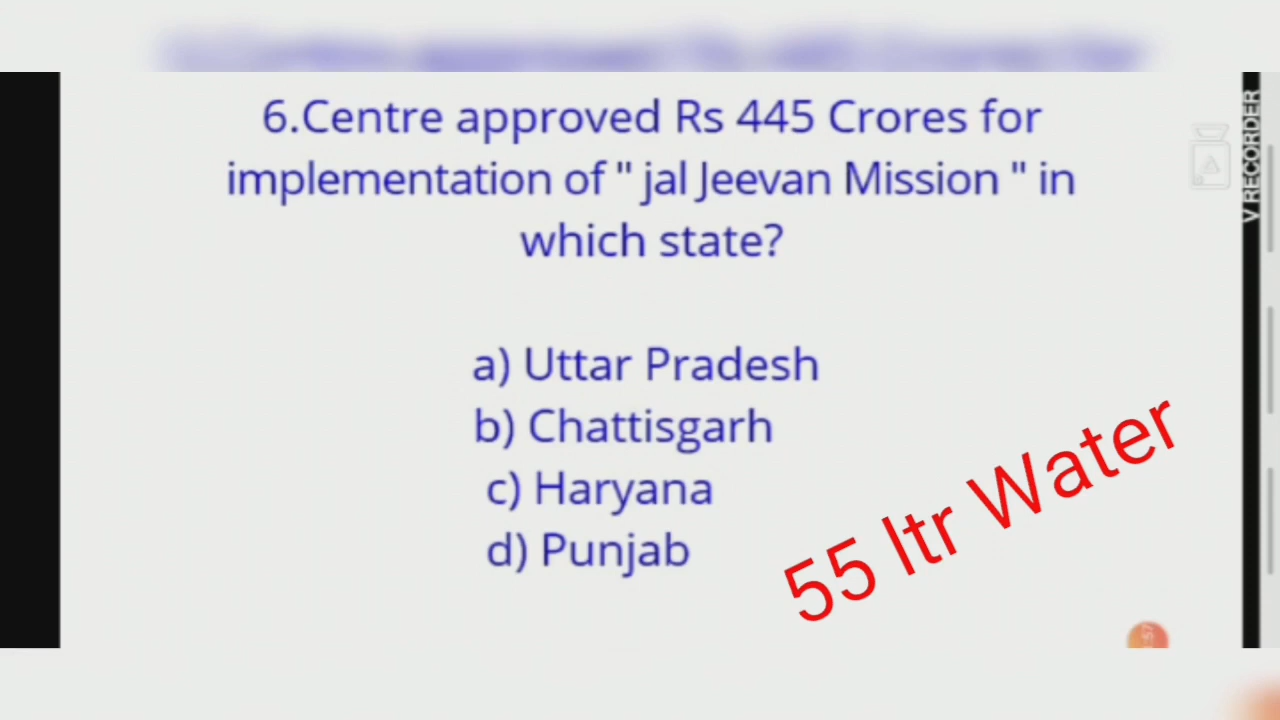 6.Centre approved Rs 445 Crores for
implementation of " jal Jeevan Mission " in
which state?
a) Uttar Pradesh
b) Chattisgarh
c) Haryana
d) Punjab
55 ltr Water
V RECORDER